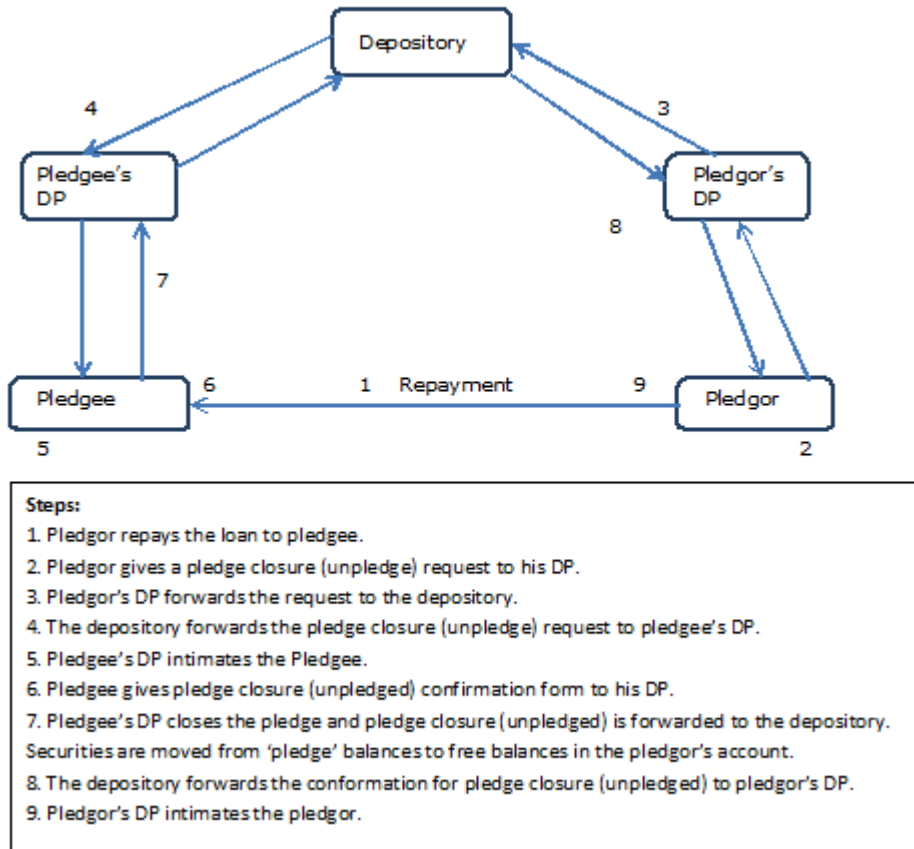 Depository
4
3
Pledgee's
DP
Pledgor's
DP
8
7
Pledgee
6
1 Repayment
9
Pledgor
5
2
Steps:
1. Pledgor repays the loan to pledgee.
2. Pledgor gives a pledge closure (unpledge) request to his DP.
3. Pledgor's DP forwards the request to the depository.
4. The depository forwards the pledge closure (unpledge) request to pledgee's DP.
5. Pledgee's DP intimates the Pledgee.
6. Pledgee gives pledge closure (unpledged) confirmation form to his DP.
7. Pledgee's DP closes the pledge and pledge closure (unpledged) is forwarded to the depository.
Securities are moved from 'pledge' balances to free balances in the pledgor's account.
8. The depository forwards the conformation for pledge closure (unpledged) to pledgor's DP.
9. Pledgor's DP intimates the pledgor.